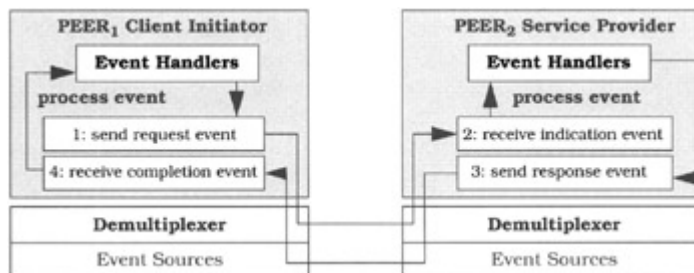 PEER1 Client Initiator
Event Handlers
process event
1: send request event
4: receive completion event
Demultiplexer
Event Sources
PEER2 Service Provider
Event Handlers
process event
2: receive indication event
3: send response event
Demultiplexer
Event Sources